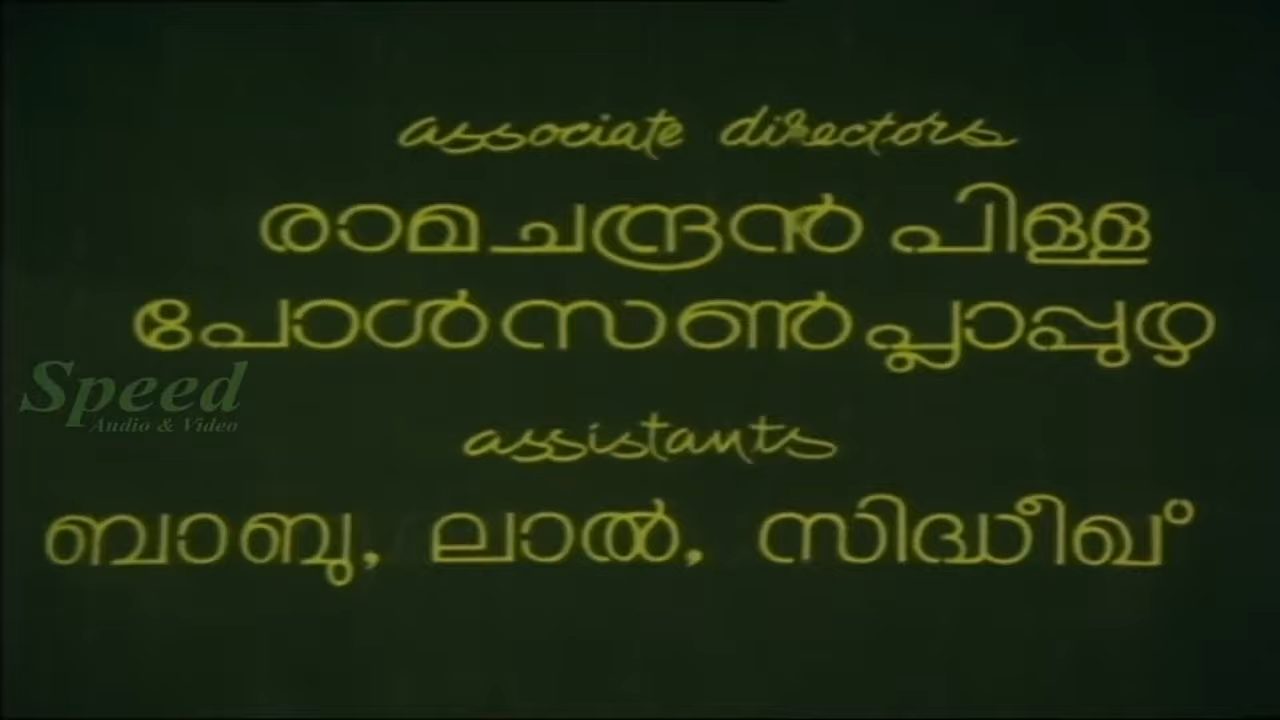 associate directors
രാമചന്ദ്രൻ പിള്ള
പോൾസൺ പ്ലാപ്പുഴ
Speed
Audio & Video
assistants
ബാബു, ലാൽ, സിദ്ധീഖ്